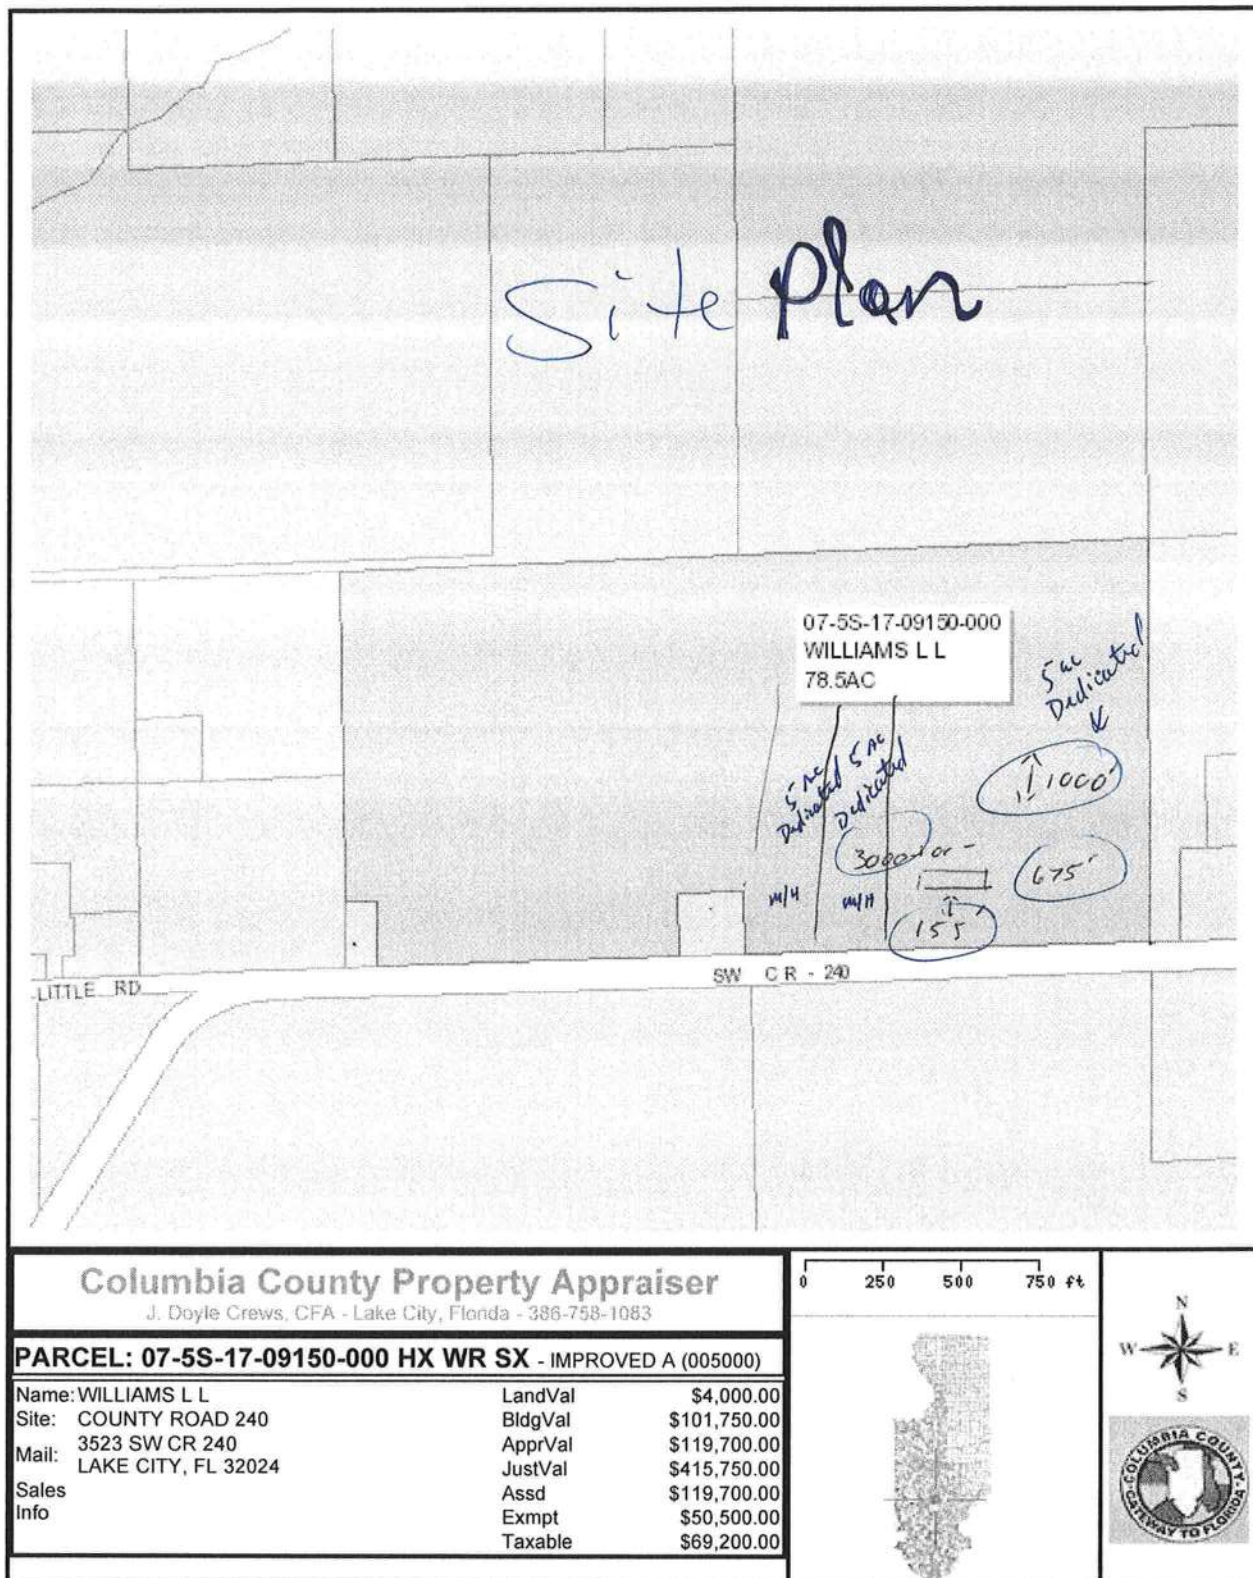 Site Plan
07-5S-17-09150-000
WILLIAMS L L
78.5AC
5 ac
Dedicated
5 Ac
Dedicated
5 AC
Dedicated
1000'
3000 + or -
675'
M/H
M/H
155
LITTLE RD
SW CR - 240
Columbia County Property Appraiser
J. Doyle Crews, CFA - Lake City, Florida - 386-758-1083
PARCEL: 07-5S-17-09150-000 HX WR SX - IMPROVED A (005000)
Name: WILLIAMS L L
Site: COUNTY ROAD 240
Mail: 3523 SW CR 240
LAKE CITY, FL 32024
Sales
Info
LandVal $4,000.00
BldgVal $101,750.00
ApprVal $119,700.00
JustVal $415,750.00
Assd $119,700.00
Exmpt $50,500.00
Taxable $69,200.00
0 250 500 750 ft
N
W E
S
COLUMBIA COUNTY
GATEWAY TO FLORIDA